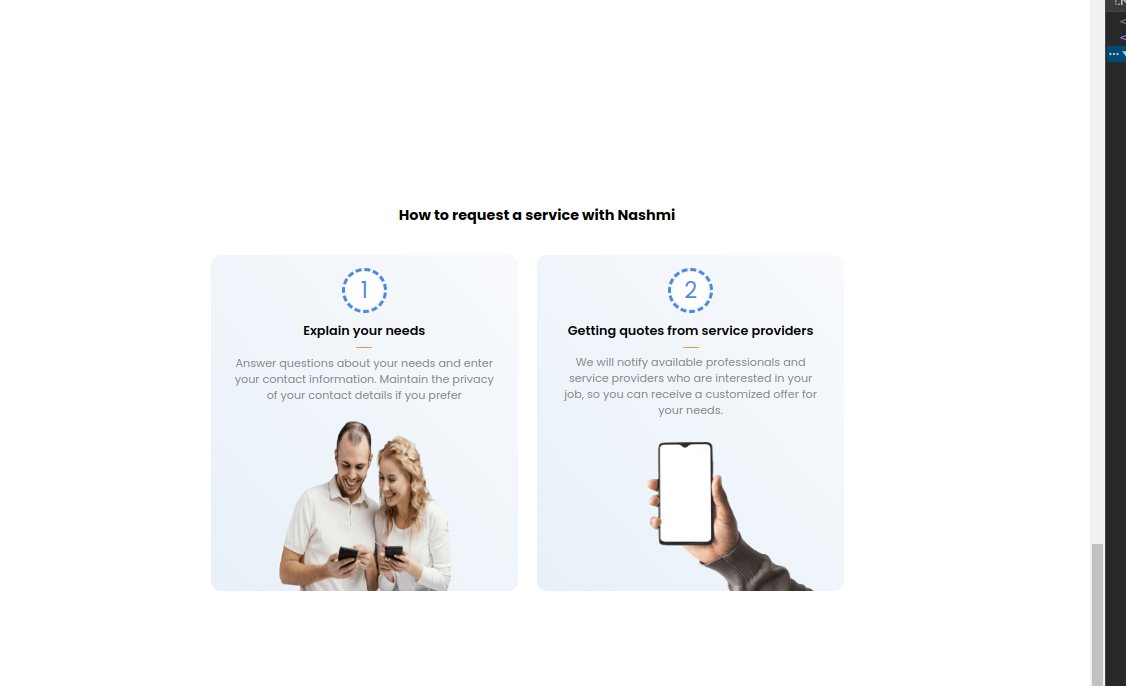 How to request a service with Nashmi
1
Explain your needs
Answer questions about your needs and enter
your contact information. Maintain the privacy
of your contact details if you prefer
2
Getting quotes from service providers
We will notify available professionals and
service providers who are interested in your
job, so you can receive a customized offer for
your needs.